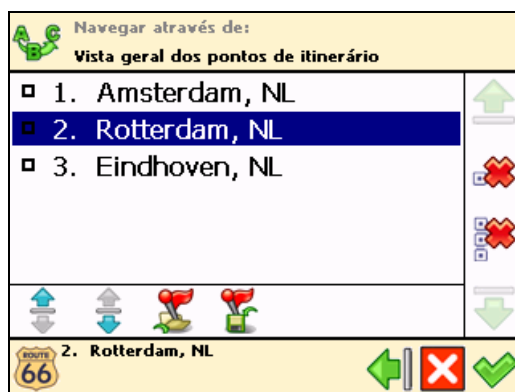 A B C
Navegar através de:
Vista geral dos pontos de itinerário
1. Amsterdam, NL
2. Rotterdam, NL
3. Eindhoven, NL
ROUTE 66
2. Rotterdam, NL